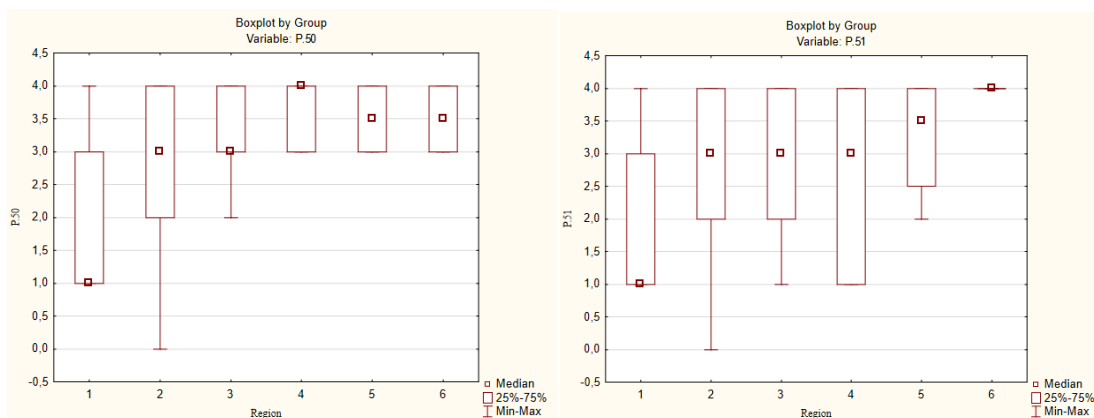 Boxplot by Group
Variable: P.50
4,5
4,0
3,5
3,0
2,5
2,0
1,5
1,0
0,5
0,0
-0,5
P.50
1 2 3 4 5 6
Region
Median
25%-75%
Min-Max
Boxplot by Group
Variable: P.51
4,5
4,0
3,5
3,0
2,5
2,0
1,5
1,0
0,5
0,0
-0,5
P.51
1 2 3 4 5 6
Region
Median
25%-75%
Min-Max